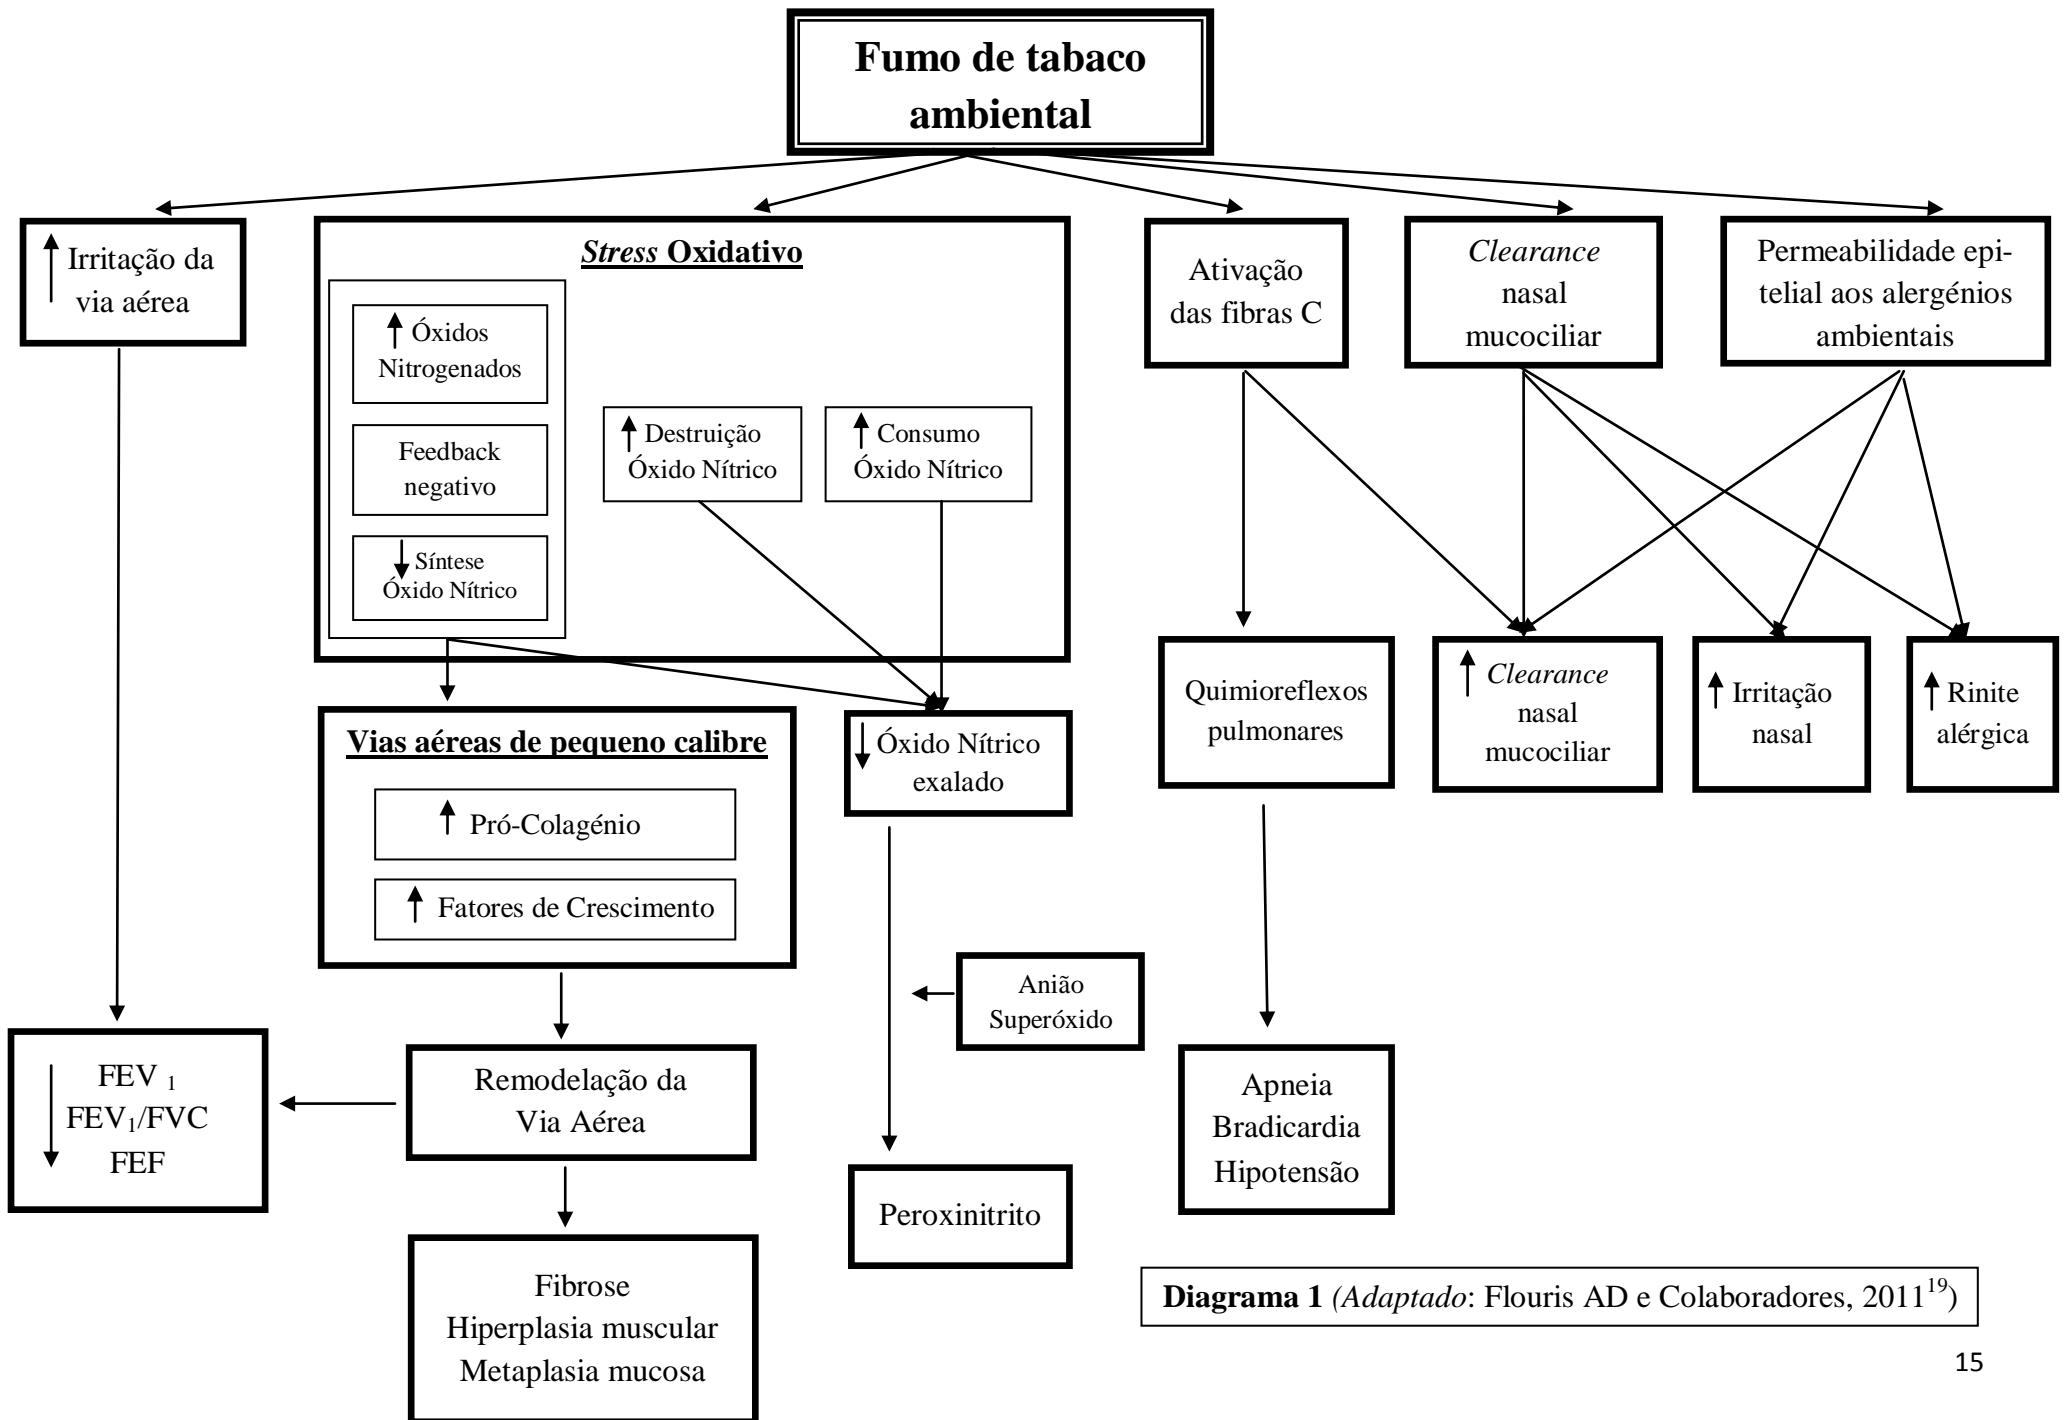 Fumo de tabaco
ambiental
↑ Irritação da
via aérea
Stress Oxidativo
↑ Óxidos
Nitrogenados
Feedback
negativo
↓ Síntese
Óxido Nítrico
↑ Destruição
Óxido Nítrico
↑ Consumo
Óxido Nítrico
Ativação
das fibras C
Clearance
nasal
mucociliar
Permeabilidade epi-
telial aos alergénios
ambientais
Vias aéreas de pequeno calibre
↑ Pró-Colagénio
↑ Fatores de Crescimento
↓ Óxido Nítrico
exalado
Quimioreflexos
pulmonares
↑ Clearance
nasal
mucociliar
↑ Irritação
nasal
↑ Rinite
alérgica
Anião
Superóxido
↓ FEV 1
FEV1/FVC
FEF
Remodelação da
Via Aérea
Apneia
Bradicardia
Hipotensão
Peroxinitrito
Fibrose
Hiperplasia muscular
Metaplasia mucosa
Diagrama 1 (Adaptado: Flouris AD e Colaboradores, 201119)
15